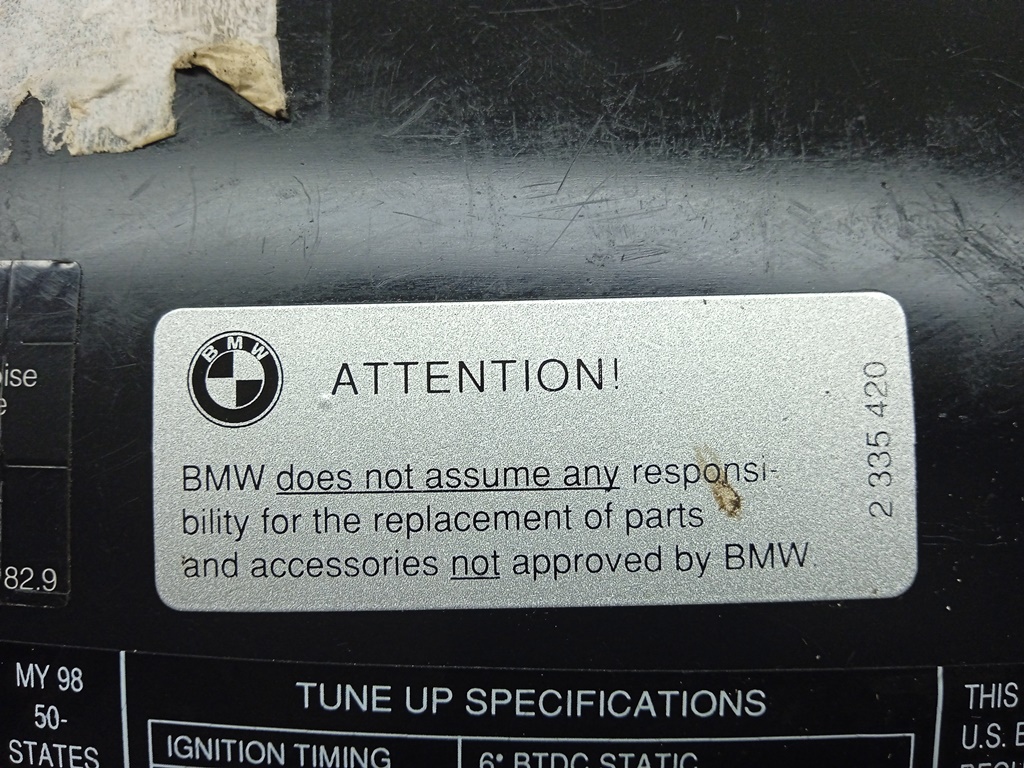 BMW
ATTENTION!
BMW does not assume any responsi-
bility for the replacement of parts
and accessories not approved by BMW.
2 335 420
ise
82.9
MY 98
50-
STATES
TUNE UP SPECIFICATIONS
IGNITION TIMING
6° BTDC STATIC
THIS
U.S.